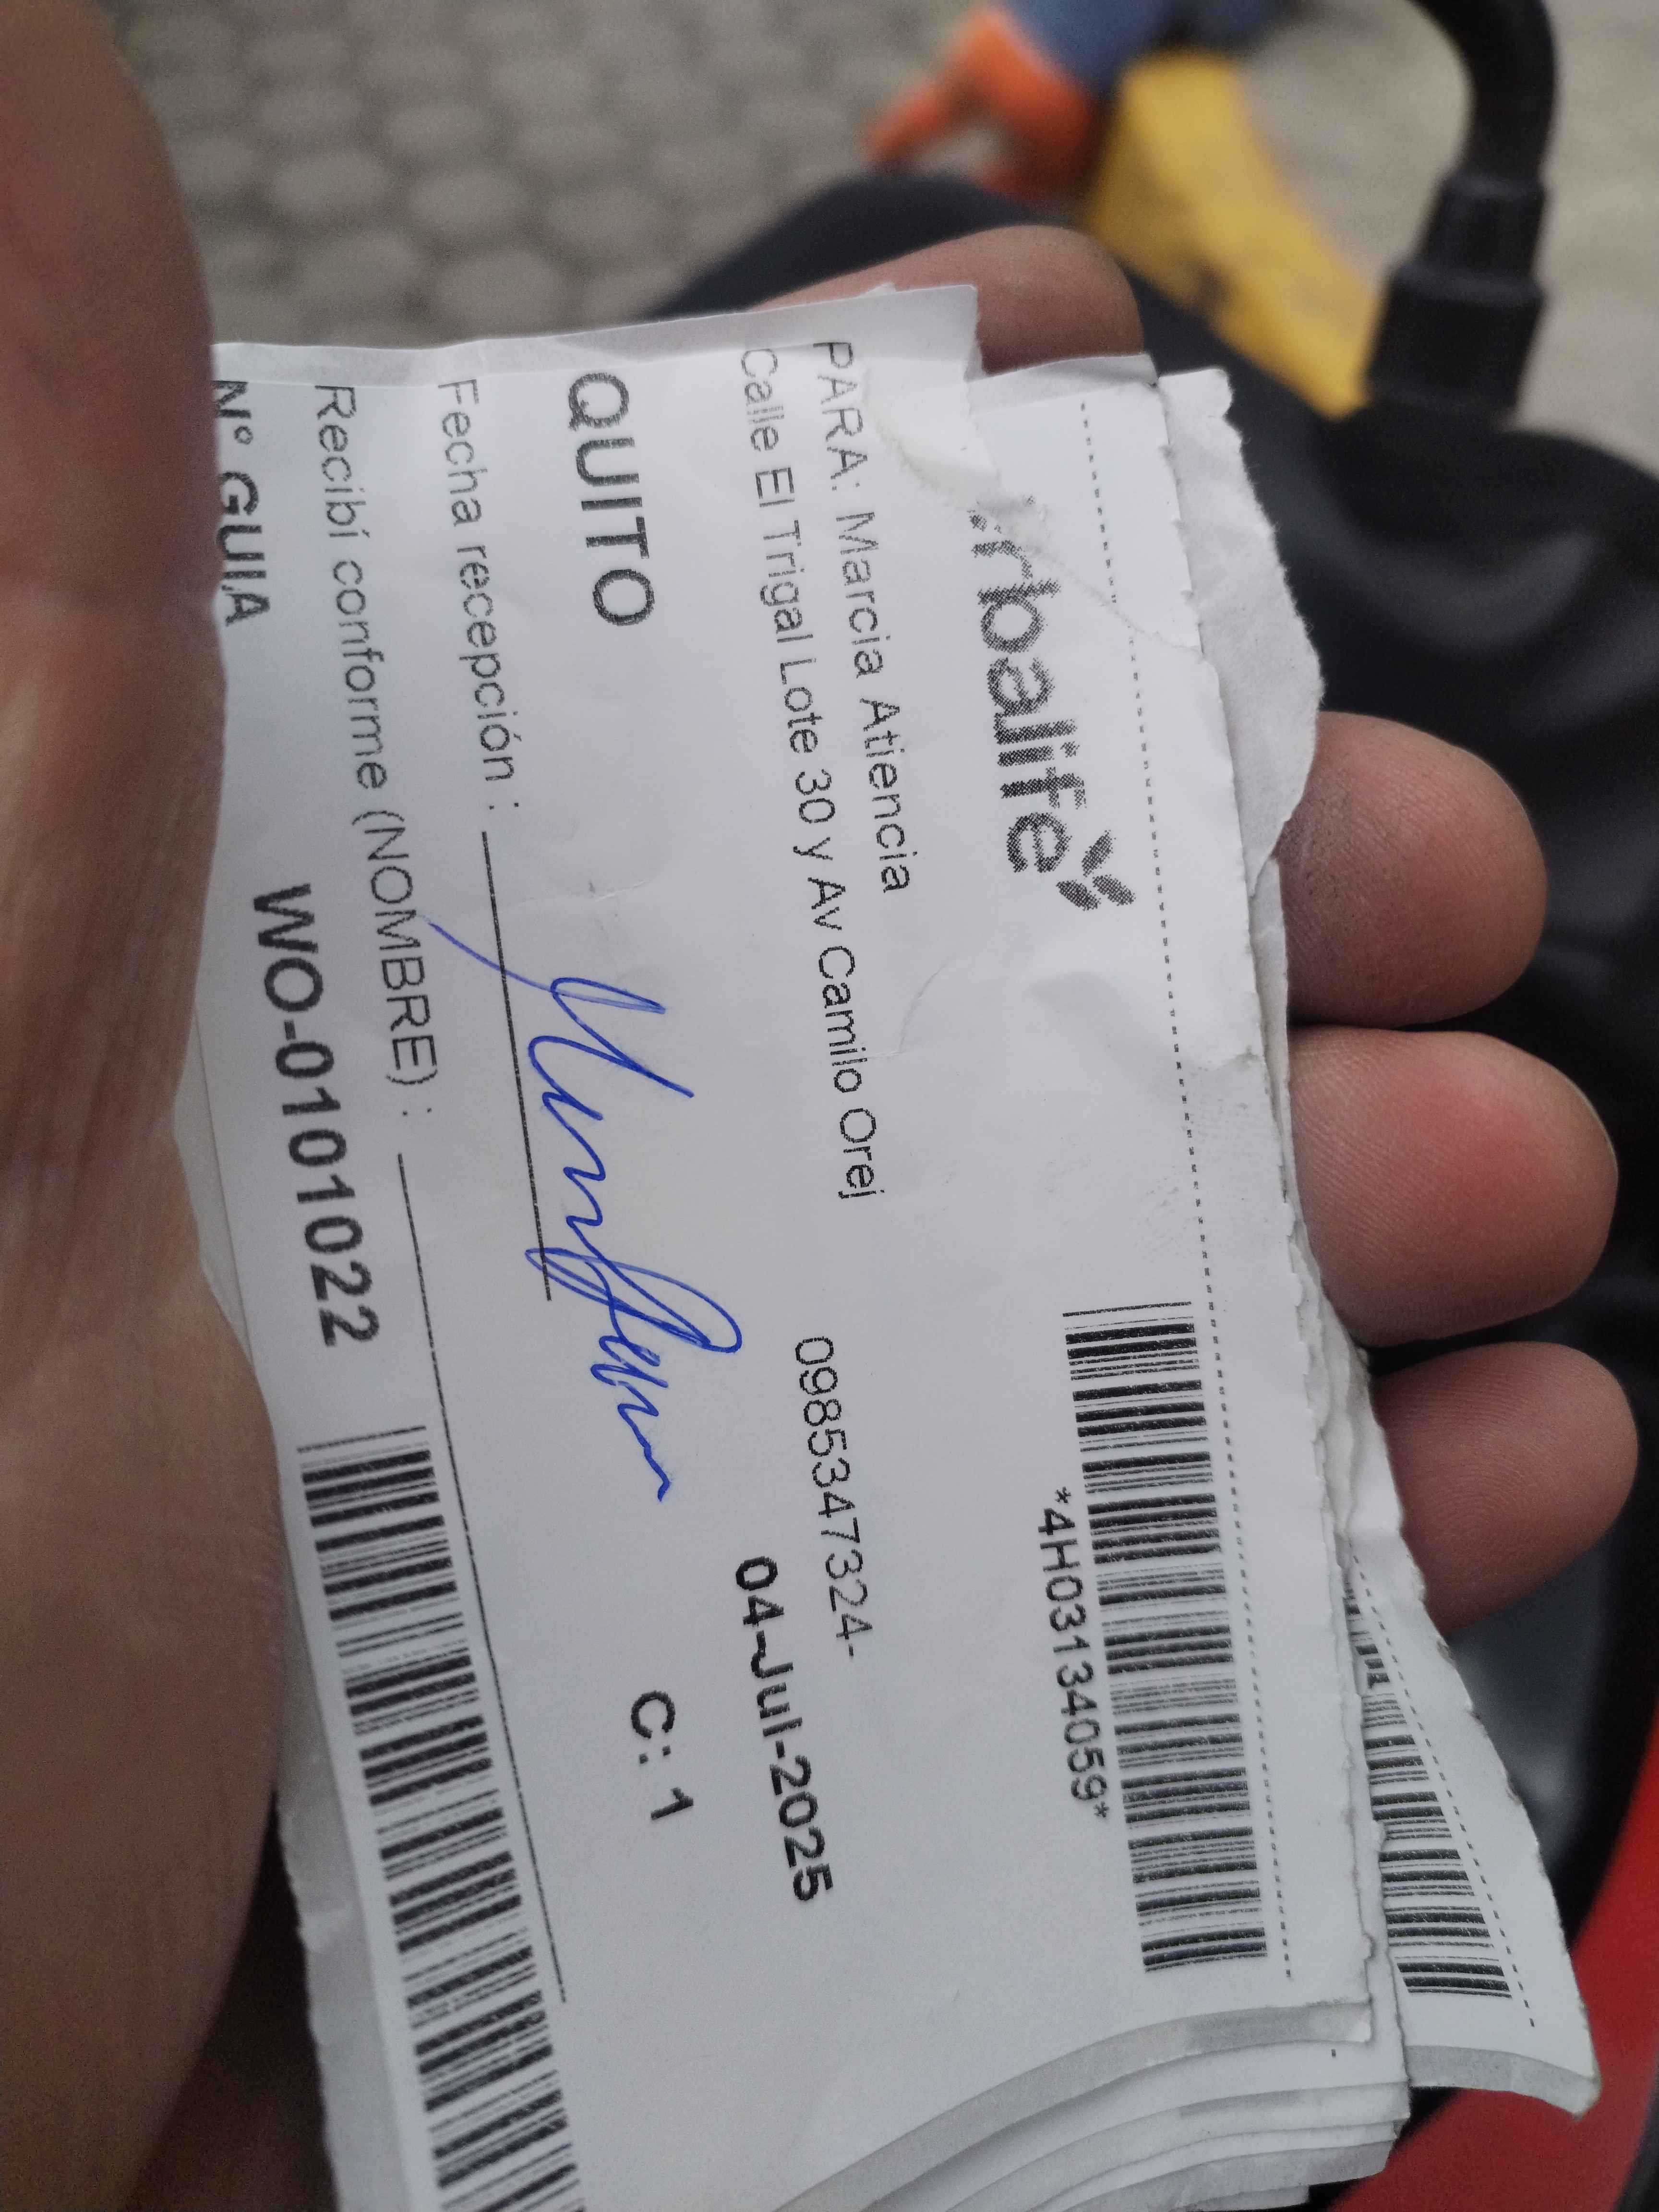 rbalife
*4H03134059*
PARA: Marcia Atiencia
Calle El Trigal Lote 30 y Av Camilo Orej
0985347324-
04-Jul-2025
QUITO
C: 1
Fecha recepción :
Recibí conforme (NOMBRE) :
N° GUIA
WO-0101022